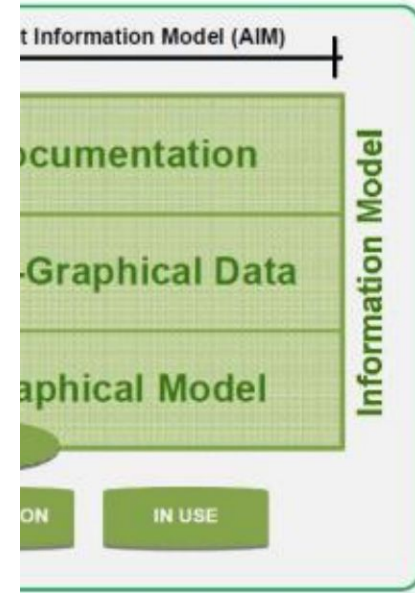 t Information Model (AIM)
ocumentation
-Graphical Data
aphical Model
Information Model
ON
IN USE